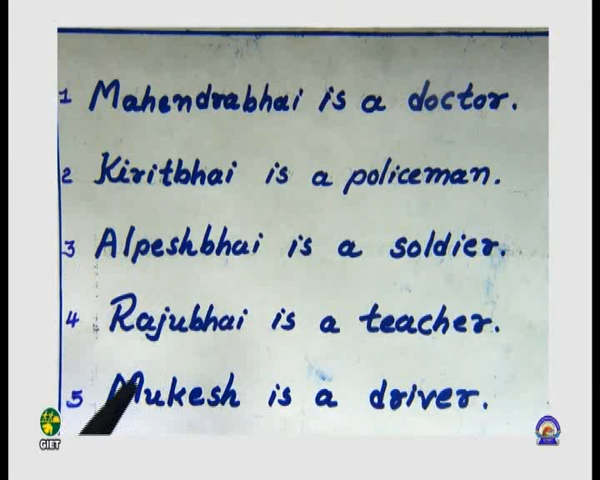 1 Mahendrabhai is a doctor.
2 Kiritbhai is a policeman.
3 Alpeshbhai is a soldier.
4 Rajubhai is a teacher.
5 Mukesh is a driver.
GIET